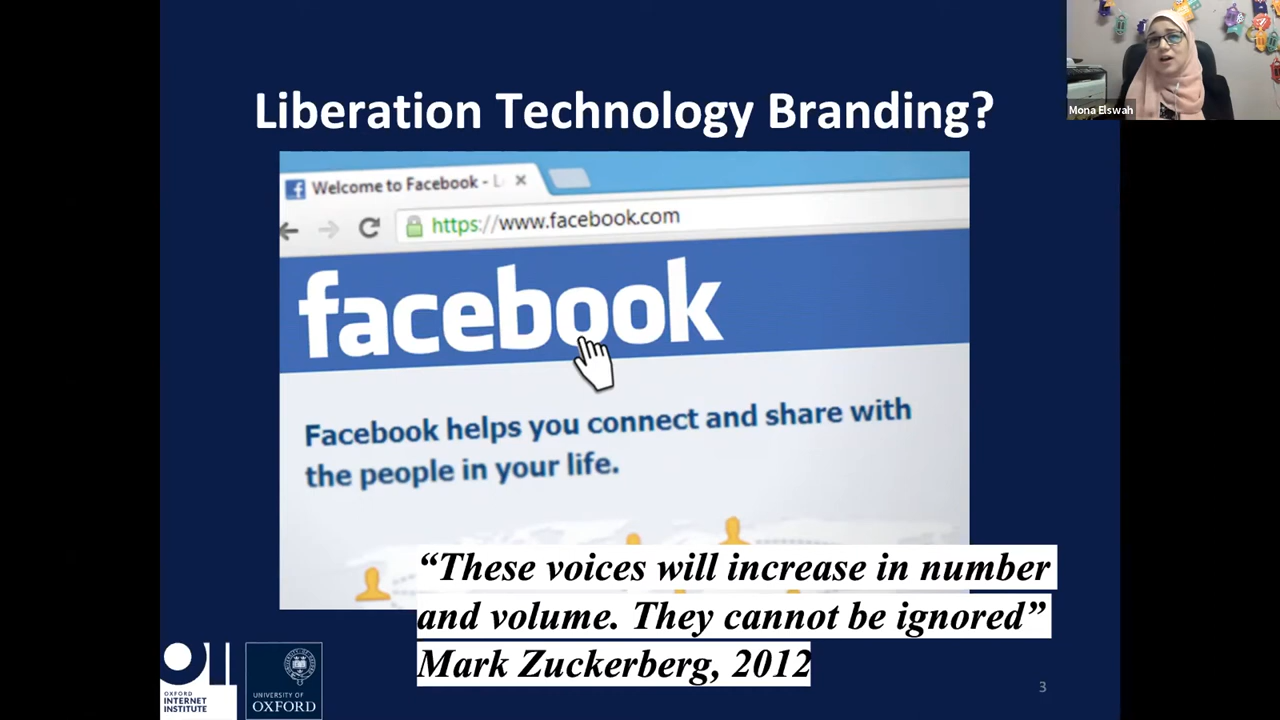 Mona Elswah
Liberation Technology Branding?
Welcome to Facebook - L
https://www.facebook.com
facebook
Facebook helps you connect and share with
the people in your life.
“These voices will increase in number
and volume. They cannot be ignored”
Mark Zuckerberg, 2012
OII
OXFORD
INTERNET
INSTITUTE
UNIVERSITY OF
OXFORD
3